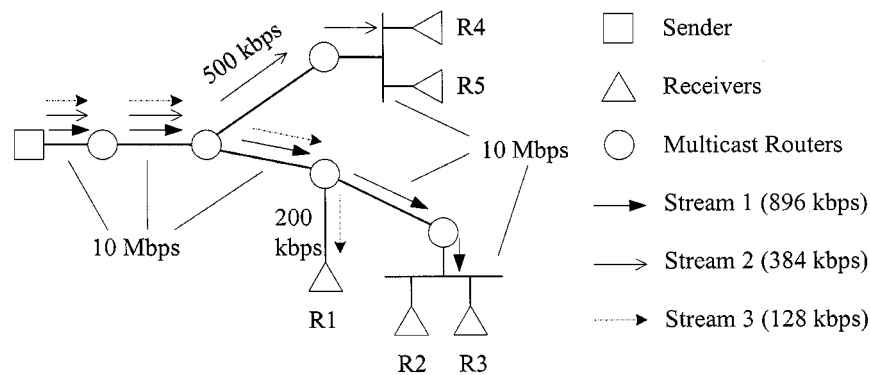 500 kbps
R4
R5
10 Mbps
10 Mbps
200
kbps
R1
R2
R3
Sender
Receivers
Multicast Routers
Stream 1 (896 kbps)
Stream 2 (384 kbps)
Stream 3 (128 kbps)